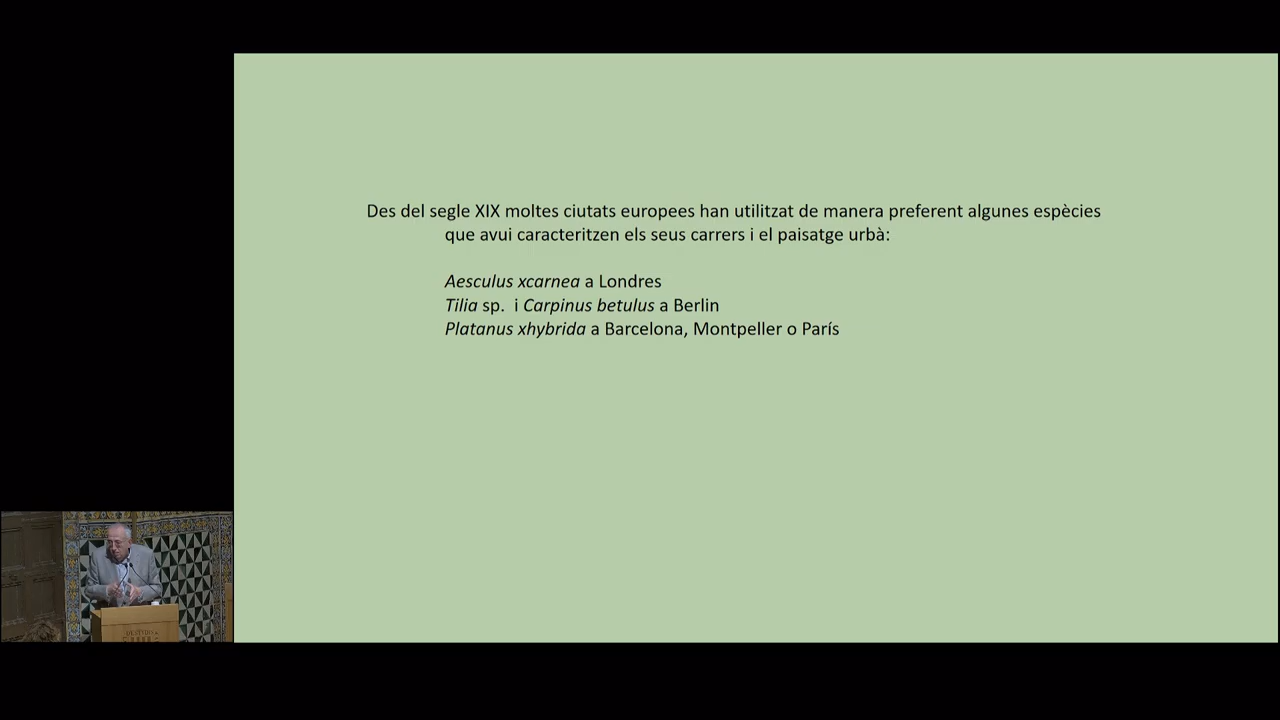 Des del segle XIX moltes ciutats europees han utilitzat de manera preferent algunes espècies
que avui caracteritzen els seus carrers i el paisatge urbà:
Aesculus xcarnea a Londres
Tilia sp. i Carpinus betulus a Berlin
Platanus xhybrida a Barcelona, Montpeller o París